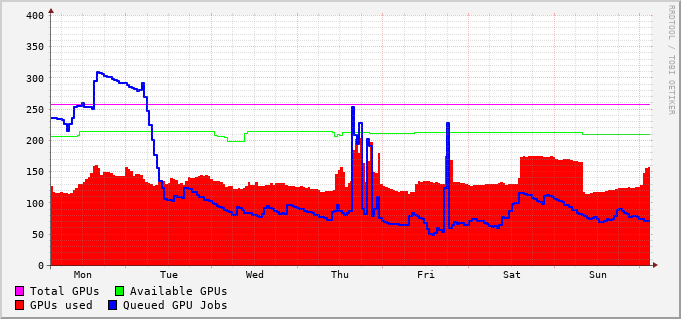 400
350
300
250
200
150
100
50
0
Mon Tue Wed Thu Fri Sat Sun
Total GPUs Available GPUs
GPUs used Queued GPU Jobs
RRDTOOL / TOBI OETIKER